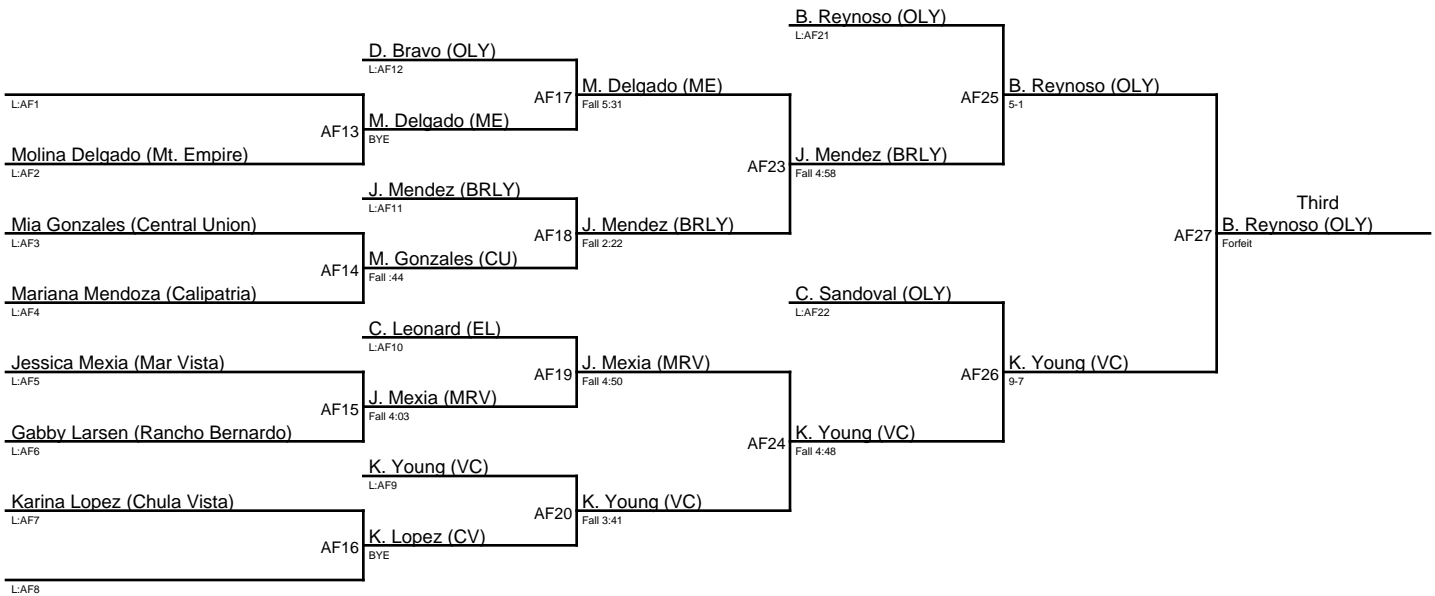 B. Reynoso (OLY)
L:AF21
D. Bravo (OLY)
L:AF12
AF17
M. Delgado (ME)
Fall 5:31
AF25
B. Reynoso (OLY)
5-1
L:AF1
AF13
M. Delgado (ME)
BYE
Molina Delgado (Mt. Empire)
L:AF2
AF23
J. Mendez (BRLY)
Fall 4:58
J. Mendez (BRLY)
L:AF11
Third
Mia Gonzales (Central Union)
L:AF3
AF18
J. Mendez (BRLY)
Fall 2:22
AF27
B. Reynoso (OLY)
Forfeit
AF14
M. Gonzales (CU)
Fall :44
Mariana Mendoza (Calipatria)
L:AF4
C. Sandoval (OLY)
L:AF22
C. Leonard (EL)
L:AF10
Jessica Mexia (Mar Vista)
L:AF5
AF19
J. Mexia (MRV)
Fall 4:50
AF26
K. Young (VC)
9-7
AF15
J. Mexia (MRV)
Fall 4:03
Gabby Larsen (Rancho Bernardo)
L:AF6
AF24
K. Young (VC)
Fall 4:48
K. Young (VC)
L:AF9
Karina Lopez (Chula Vista)
L:AF7
AF20
K. Young (VC)
Fall 3:41
AF16
K. Lopez (CV)
BYE
L:AF8